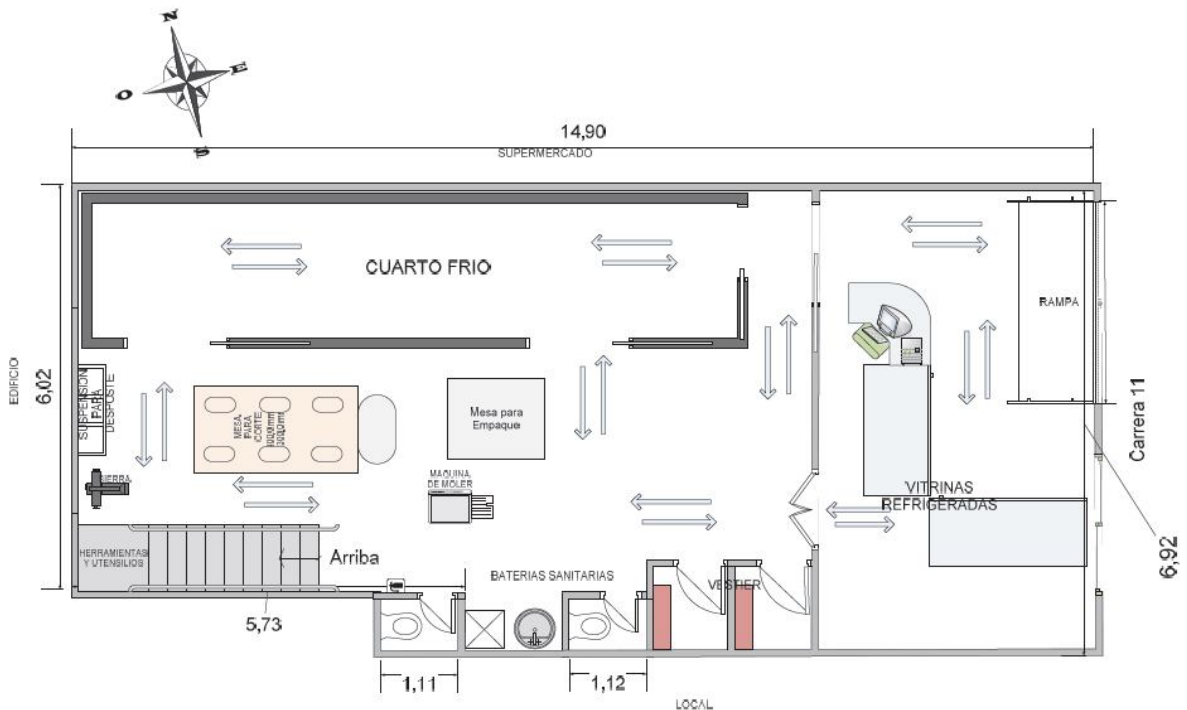 N
E
O
S
14,90
SUPERMERCADO
CUARTO FRIO
RAMPA
EDIFICIO
6,02
SUSPENSION
PARA
DESPOSTE
MESA
PARA
CORTE
Mesa para
Empaque
Carrera 11
SIERRA
MAQUINA
DE MOLER
VITRINAS
REFRIGERADAS
HERRAMIENTAS
Y UTENSILIOS
Arriba
BATERIAS SANITARIAS
VESTIER
6,92
5,73
1,11
1,12
LOCAL